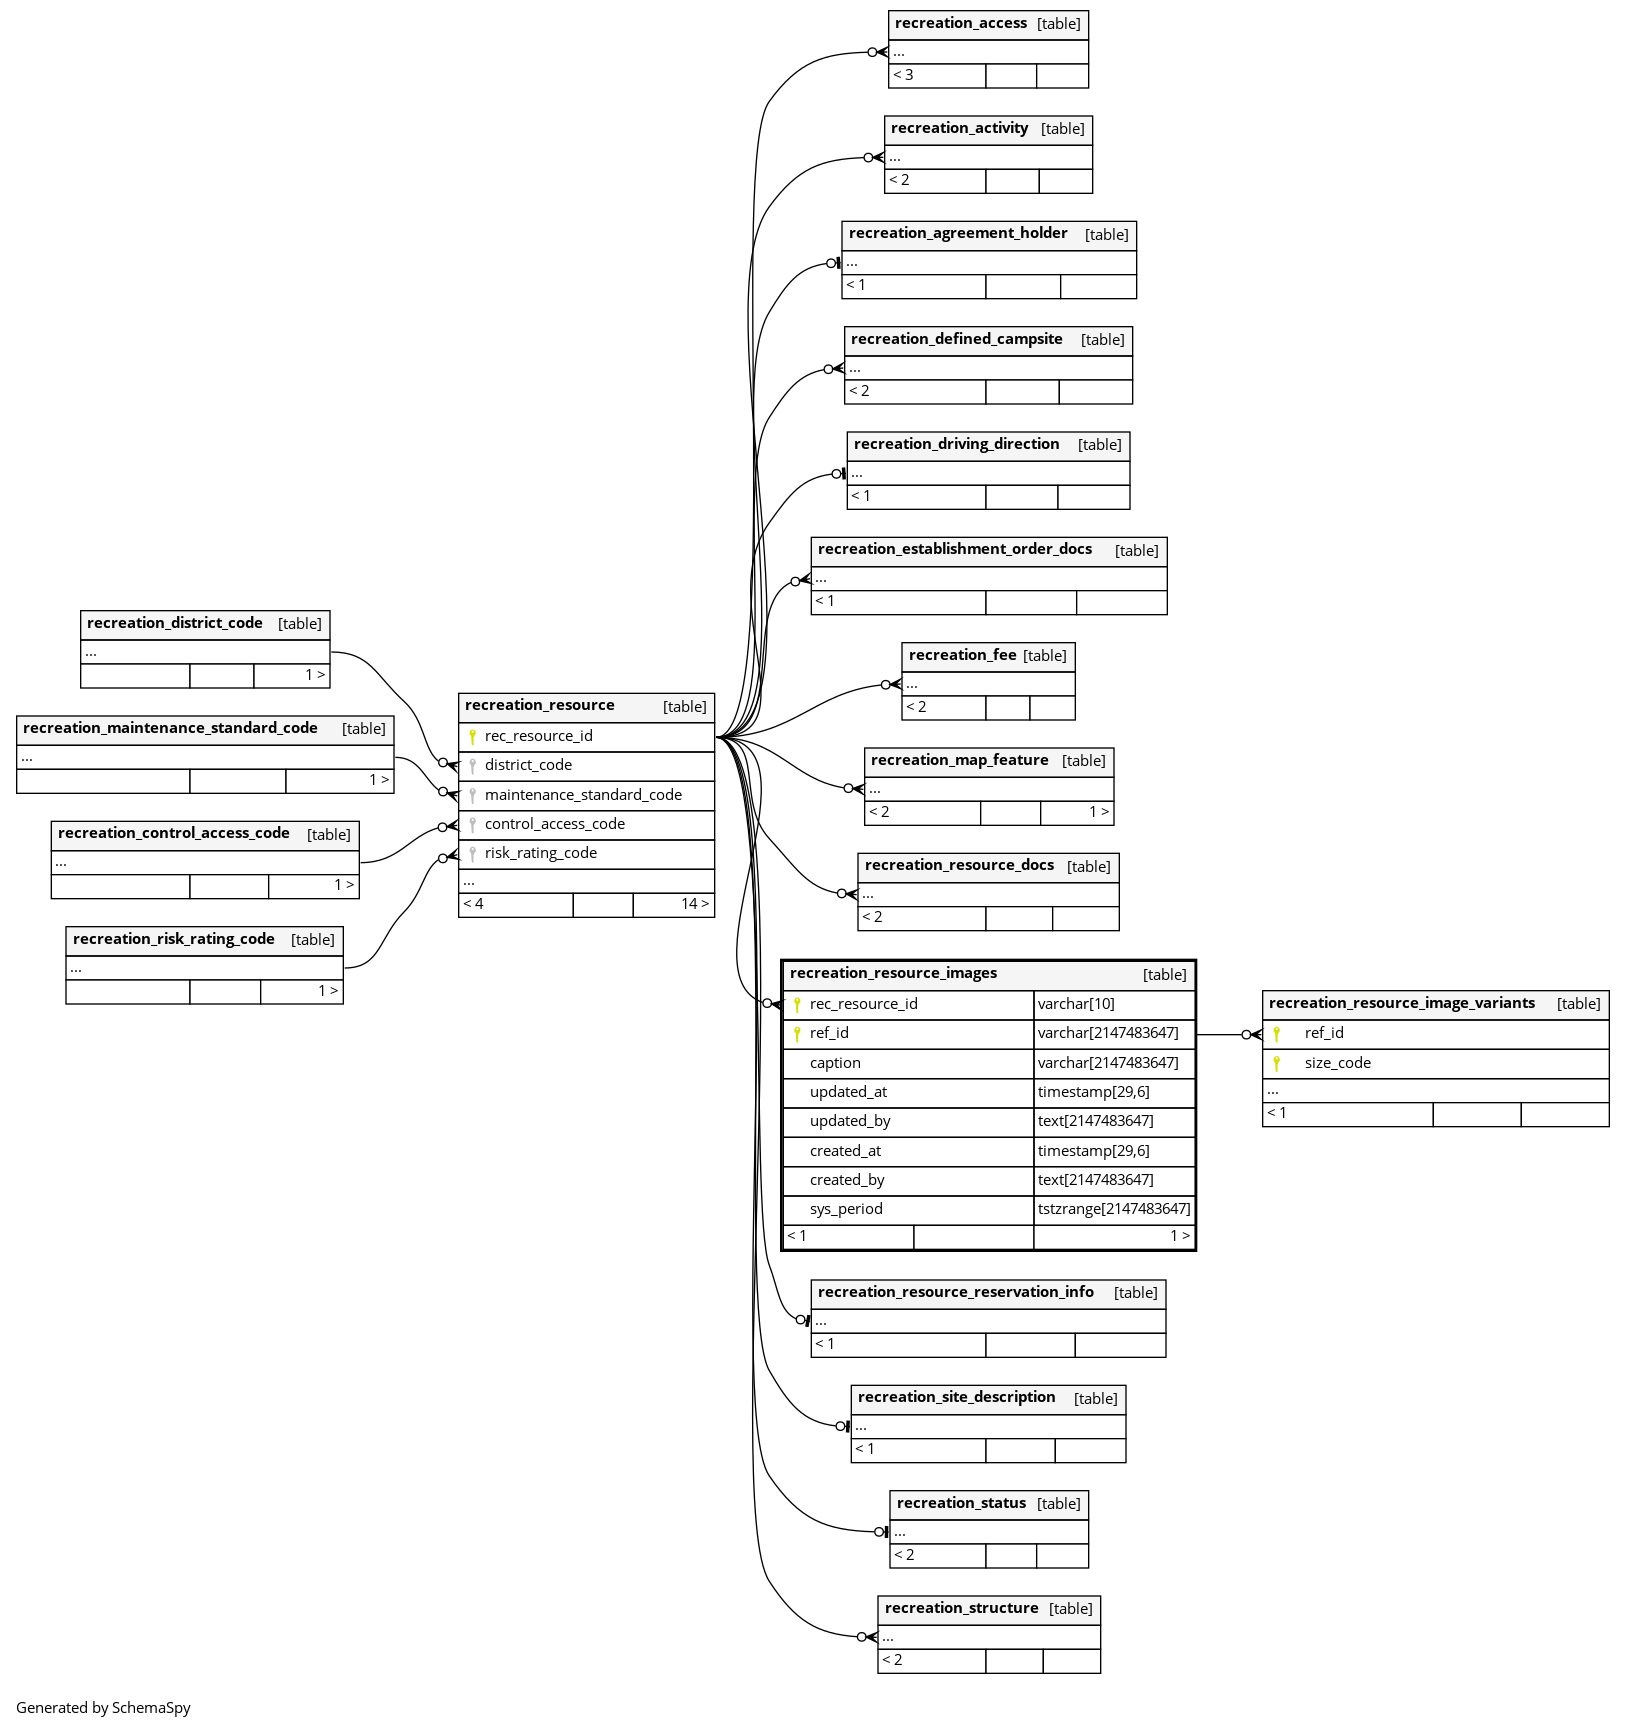 recreation_access [table]
...
< 3
recreation_activity [table]
...
< 2
recreation_agreement_holder [table]
...
< 1
recreation_defined_campsite [table]
...
< 2
recreation_driving_direction [table]
...
< 1
recreation_establishment_order_docs [table]
...
< 1
recreation_district_code [table]
...
1 >
recreation_maintenance_standard_code [table]
...
1 >
recreation_control_access_code [table]
...
1 >
recreation_risk_rating_code [table]
...
1 >
recreation_resource [table]
rec_resource_id
district_code
maintenance_standard_code
control_access_code
risk_rating_code
...
< 4 14 >
recreation_fee [table]
...
< 2
recreation_map_feature [table]
...
< 2 1 >
recreation_resource_docs [table]
...
< 2
recreation_resource_images [table]
rec_resource_id varchar[10]
ref_id varchar[2147483647]
caption varchar[2147483647]
updated_at timestamp[29,6]
updated_by text[2147483647]
created_at timestamp[29,6]
created_by text[2147483647]
sys_period tstzrange[2147483647]
< 1 1 >
recreation_resource_image_variants [table]
ref_id
size_code
...
< 1
recreation_resource_reservation_info [table]
...
< 1
recreation_site_description [table]
...
< 1
recreation_status [table]
...
< 2
recreation_structure [table]
...
< 2
Generated by SchemaSpy